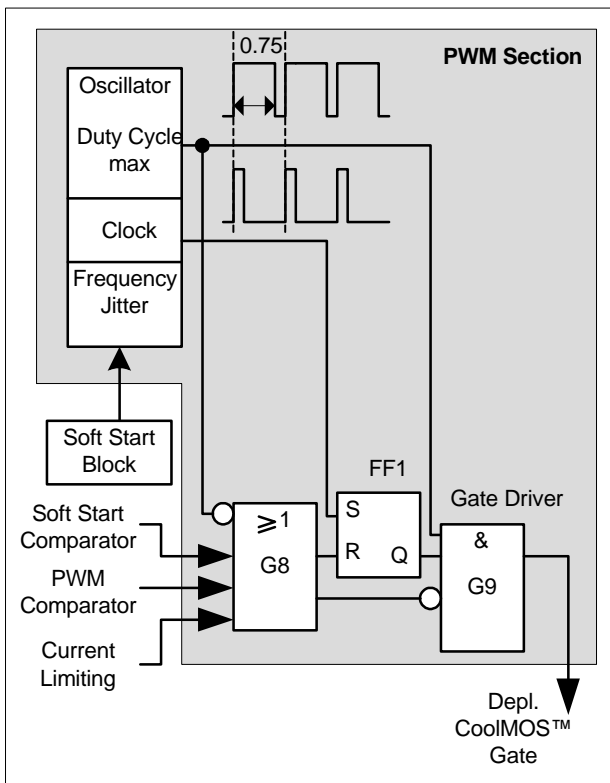 0.75
PWM Section
Oscillator
Duty Cycle
max
Clock
Frequency
Jitter
Soft Start
Block
FF1
Gate Driver
Soft Start
Comparator
PWM
Comparator
Current
Limiting
≥1
G8
S
R
Q
&
G9
Depl.
CoolMOS™
Gate